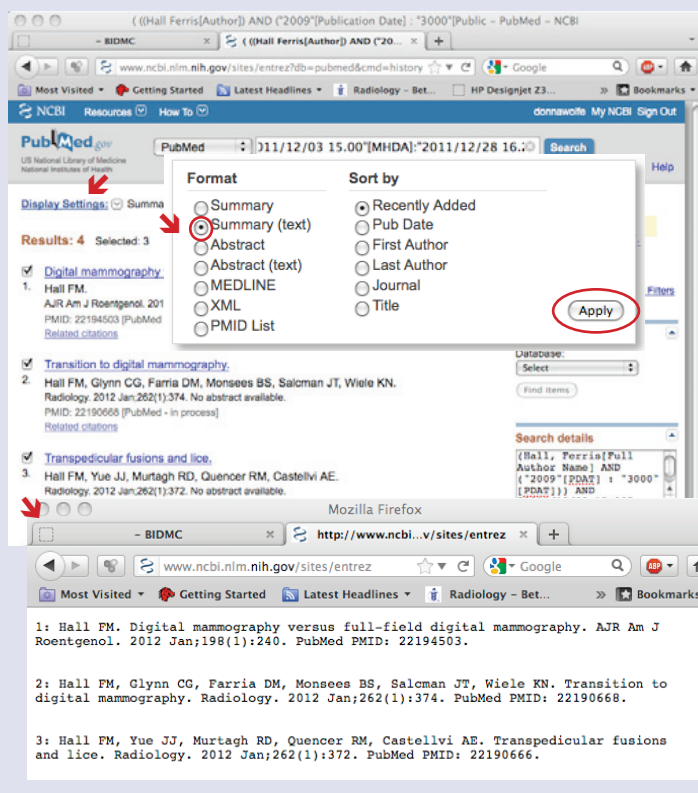 ( ((Hall Ferris[Author]) AND ("2009"[Publication Date] : "3000"[Public – PubMed – NCBI
– BIDMC × ( ((Hall Ferris[Author]) AND ("20... × +
www.ncbi.nlm.nih.gov/sites/entrez?db=pubmed&cmd=history Google ABP
Most Visited Getting Started Latest Headlines Radiology – Bet... HP Designjet Z3... » Bookmarks
NCBI Resources How To donnawolfe My NCBI Sign Out
PubMed.gov
US National Library of Medicine
National Institutes of Health
PubMed 011/12/03 15.00"[MHDA]:"2011/12/28 16.2 Search
Help
Display Settings: Summa
Format Sort by
Summary Recently Added
Summary (text) Pub Date
Abstract First Author
Abstract (text) Last Author
MEDLINE Journal
XML Title
PMID List
Apply
Results: 4 Selected: 3
Filters
Digital mammography
1. Hall FM.
AJR Am J Roentgenol. 201
PMID: 22194503 [PubMed
Related citations
Transition to digital mammography.
2. Hall FM, Glynn CG, Farria DM, Monsees BS, Salcman JT, Wiele KN.
Radiology. 2012 Jan;262(1):374. No abstract available.
PMID: 22190668 [PubMed - in process]
Related citations
Database:
Select
Find items
Transpedicular fusions and lice.
3. Hall FM, Yue JJ, Murtagh RD, Quencer RM, Castellvi AE.
Radiology. 2012 Jan;262(1):372. No abstract available.
Search details
(Hall, Ferris[Full
Author Name] AND
("2009"[PDAT] : "3000"
[PDAT])) AND
Mozilla Firefox
– BIDMC × http://www.ncbi...v/sites/entrez × +
www.ncbi.nlm.nih.gov/sites/entrez Google ABP
Most Visited Getting Started Latest Headlines Radiology – Bet... » Bookmarks
1: Hall FM. Digital mammography versus full-field digital mammography. AJR Am J
Roentgenol. 2012 Jan;198(1):240. PubMed PMID: 22194503.
2: Hall FM, Glynn CG, Farria DM, Monsees BS, Salcman JT, Wiele KN. Transition to
digital mammography. Radiology. 2012 Jan;262(1):374. PubMed PMID: 22190668.
3: Hall FM, Yue JJ, Murtagh RD, Quencer RM, Castellvi AE. Transpedicular fusions
and lice. Radiology. 2012 Jan;262(1):372. PubMed PMID: 22190666.